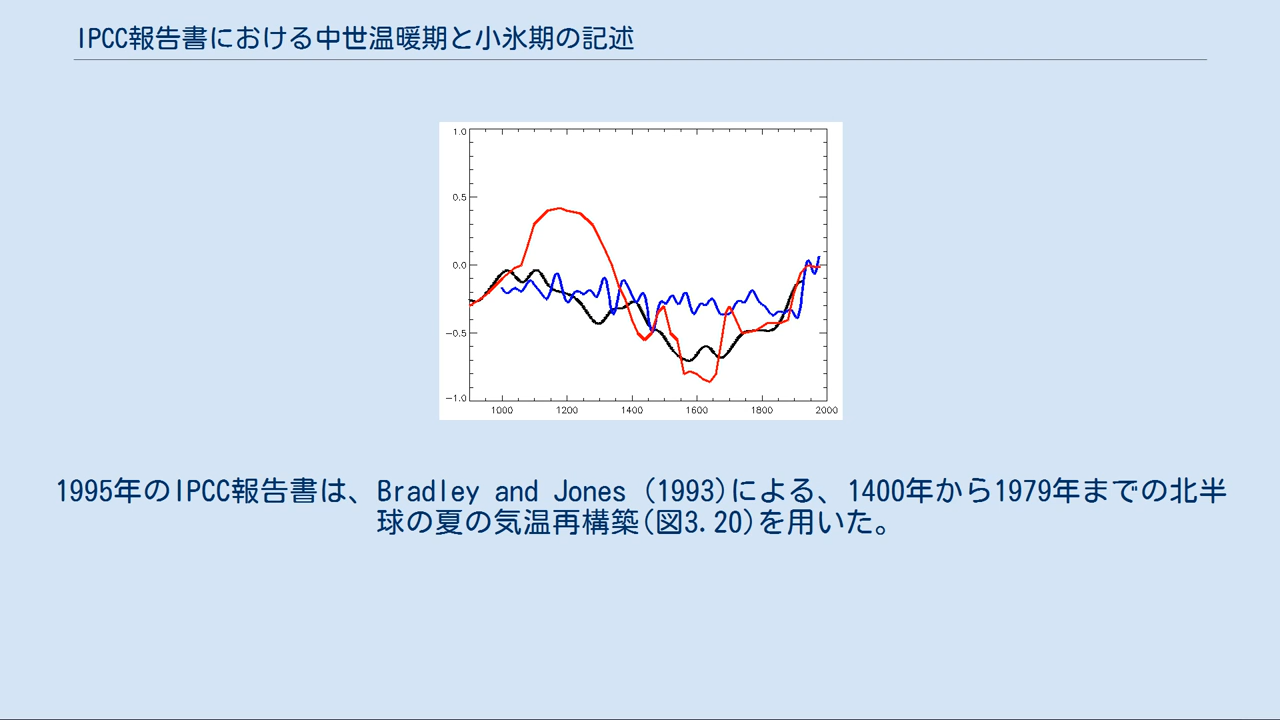 IPCC報告書における中世温暖期と小氷期の記述
1.0
0.5
0.0
−0.5
−1.0
1000 1200 1400 1600 1800 2000
1995年のIPCC報告書は、Bradley and Jones (1993)による、1400年から1979年までの北半
球の夏の気温再構築(図3.20)を用いた。